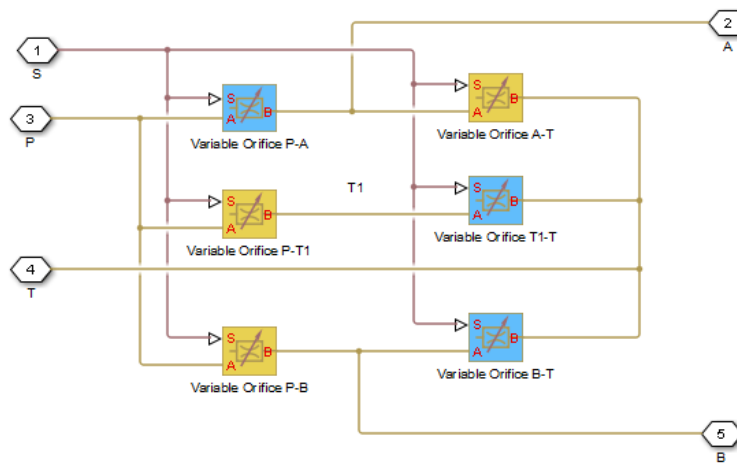 1
S
2
A
S
A
B
Variable Orifice P-A
S
A
B
Variable Orifice A-T
3
P
T1
S
A
B
Variable Orifice P-T1
S
A
B
Variable Orifice T1-T
4
T
S
A
B
Variable Orifice P-B
S
A
B
Variable Orifice B-T
5
B